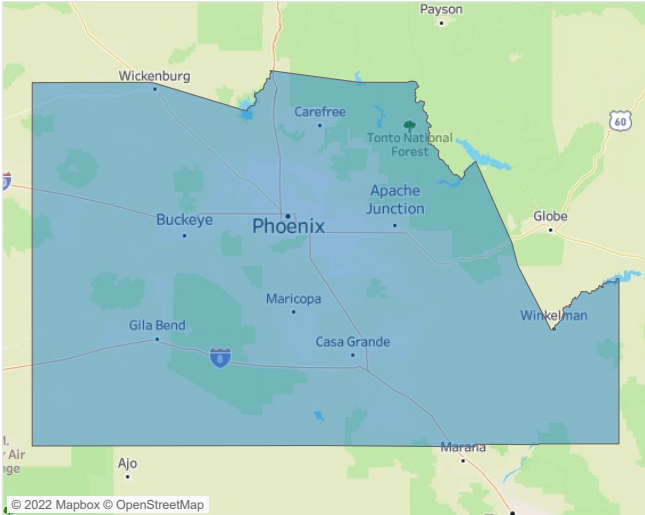 Payson
Wickenburg
Carefree
60
Tonto National
Forest
Apache
Junction
Buckeye
Phoenix
Globe
Maricopa
Winkelman
Gila Bend
Casa Grande
8
Marana
Air
Ajo
© 2022 Mapbox © OpenStreetMap